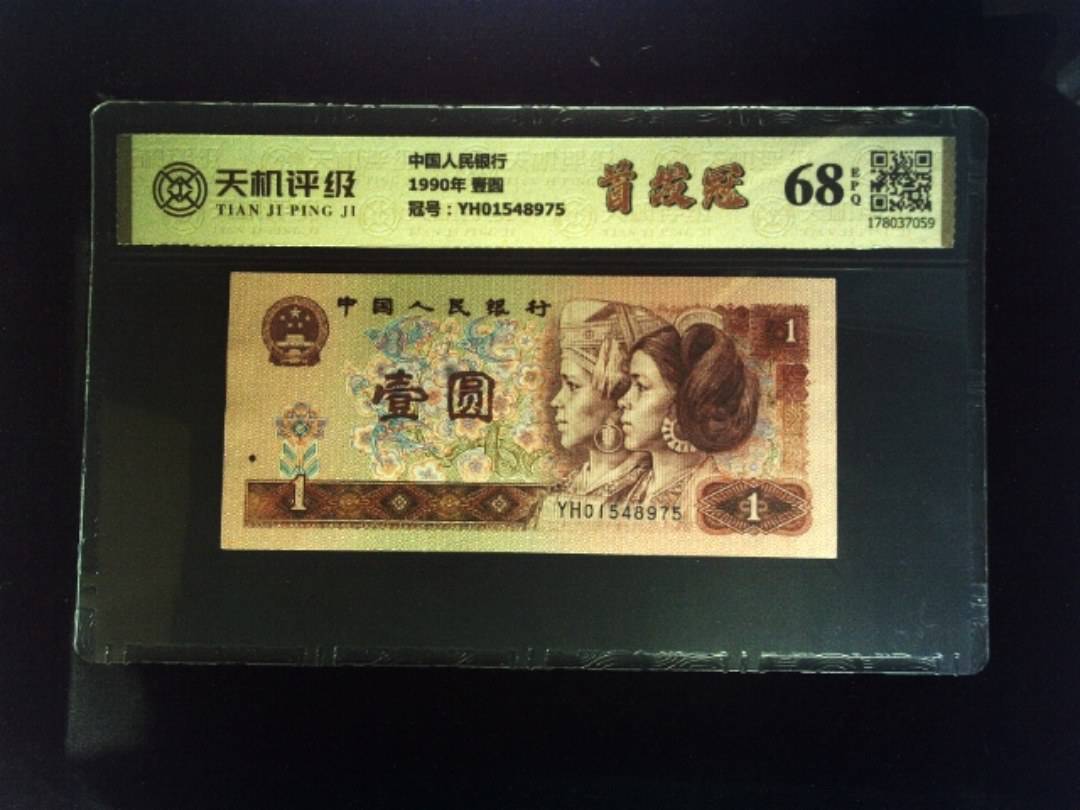 天机评级
TIAN JI PING JI
中国人民银行
1990年 壹圆
冠号：YH01548975
首发冠
68
EPQ
178037059
中国人民银行
壹圆
1
1
YH01548975
1